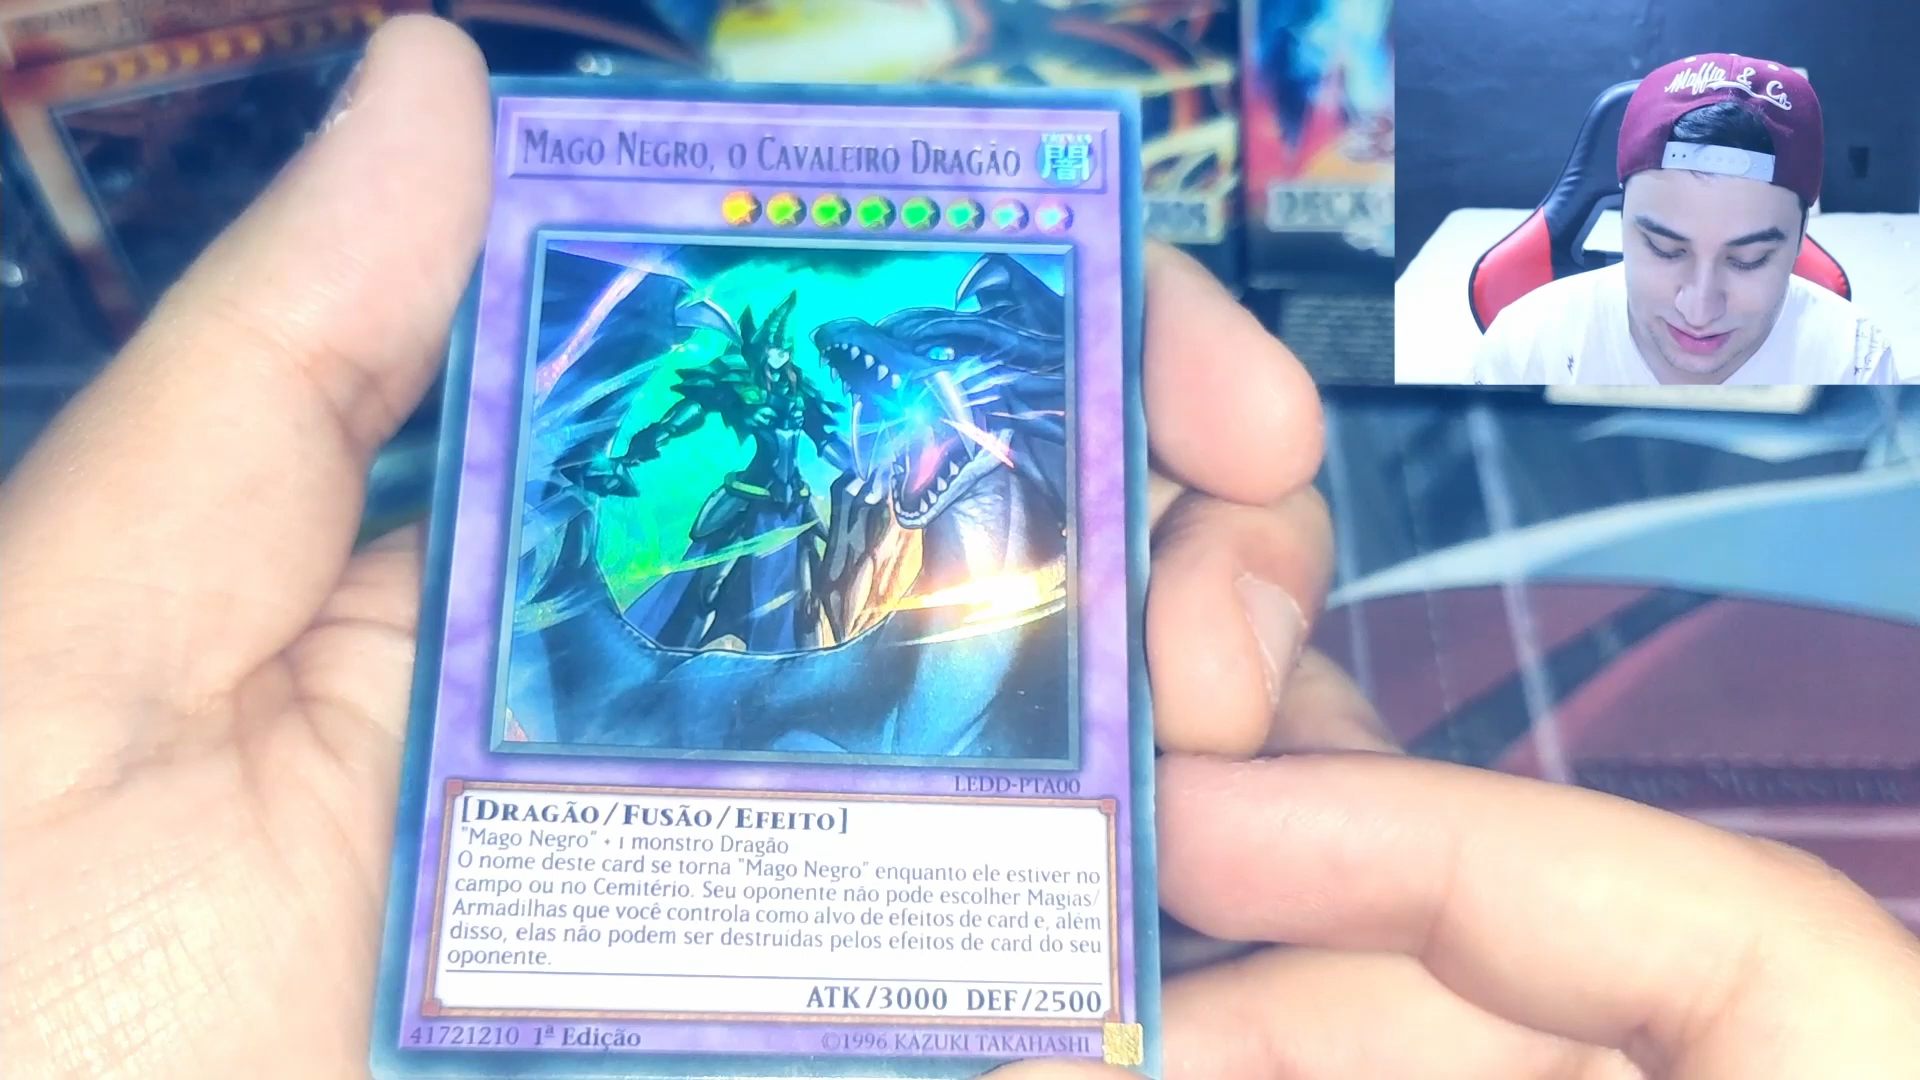 Maffia & Co.
MAGO NEGRO, O CAVALEIRO DRAGÃO
闇
DECK
LEDD-PTA00
[DRAGÃO/FUSÃO/EFEITO]
"Mago Negro" + 1 monstro Dragão
O nome deste card se torna "Mago Negro" enquanto ele estiver no
campo ou no Cemitério. Seu oponente não pode escolher Magias/
Armadilhas que você controla como alvo de efeitos de card e, além
disso, elas não podem ser destruídas pelos efeitos de card do seu
oponente.
ATK/3000 DEF/2500
41721210 1ª Edição
©1996 KAZUKI TAKAHASHI